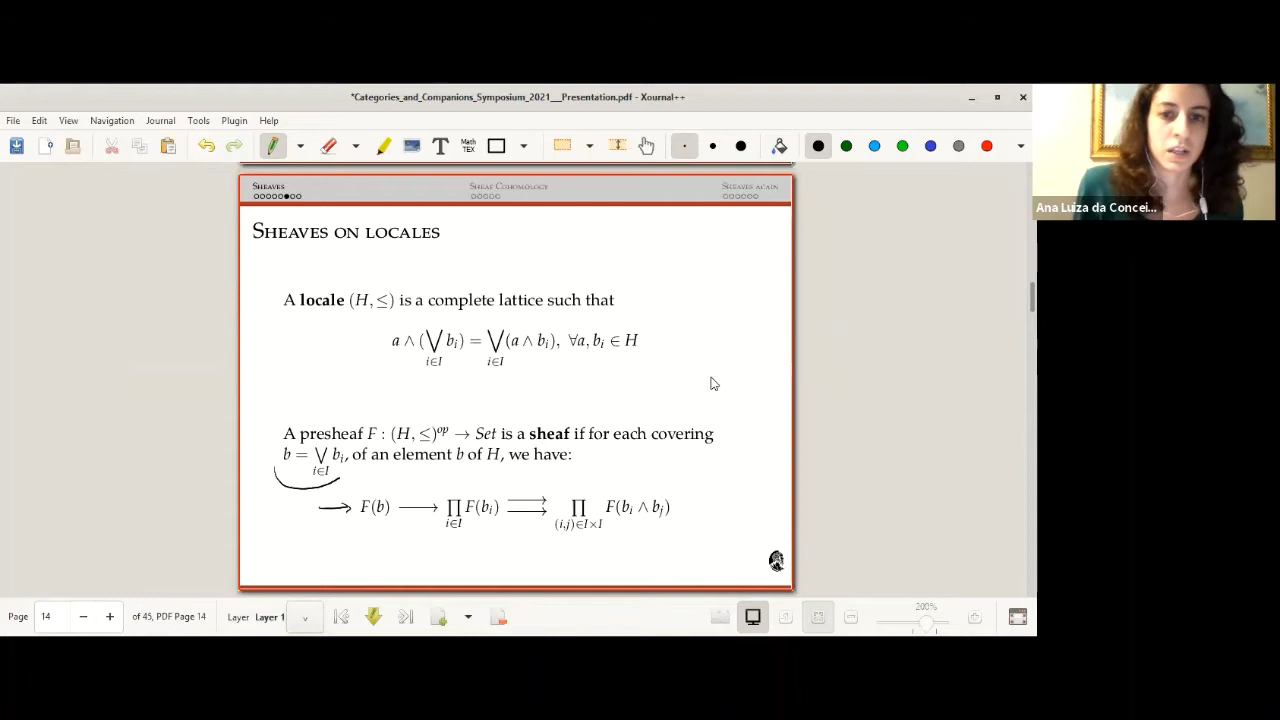 *Categories_and_Companions_Symposium_2021__Presentation.pdf - Xournal++
File Edit View Navigation Journal Tools Plugin Help
T Math TEX
Ana Luiza da Concei...
Sheaves Sheaf Cohomology Sheaves again
Sheaves on locales
A locale (H, ≤) is a complete lattice such that
a ∧ (⋁ b_i) = ⋁ (a ∧ b_i), ∀a, b_i ∈ H
i∈I i∈I
A presheaf F : (H, ≤)^op → Set is a sheaf if for each covering
b = ⋁ b_i, of an element b of H, we have:
i∈I
→ F(b) ⟶ ∏ F(b_i) ⇉ ∏ F(b_i ∧ b_j)
i∈I (i,j)∈I×I
Page 14 − + of 45, PDF Page 14 Layer Layer 1 200%